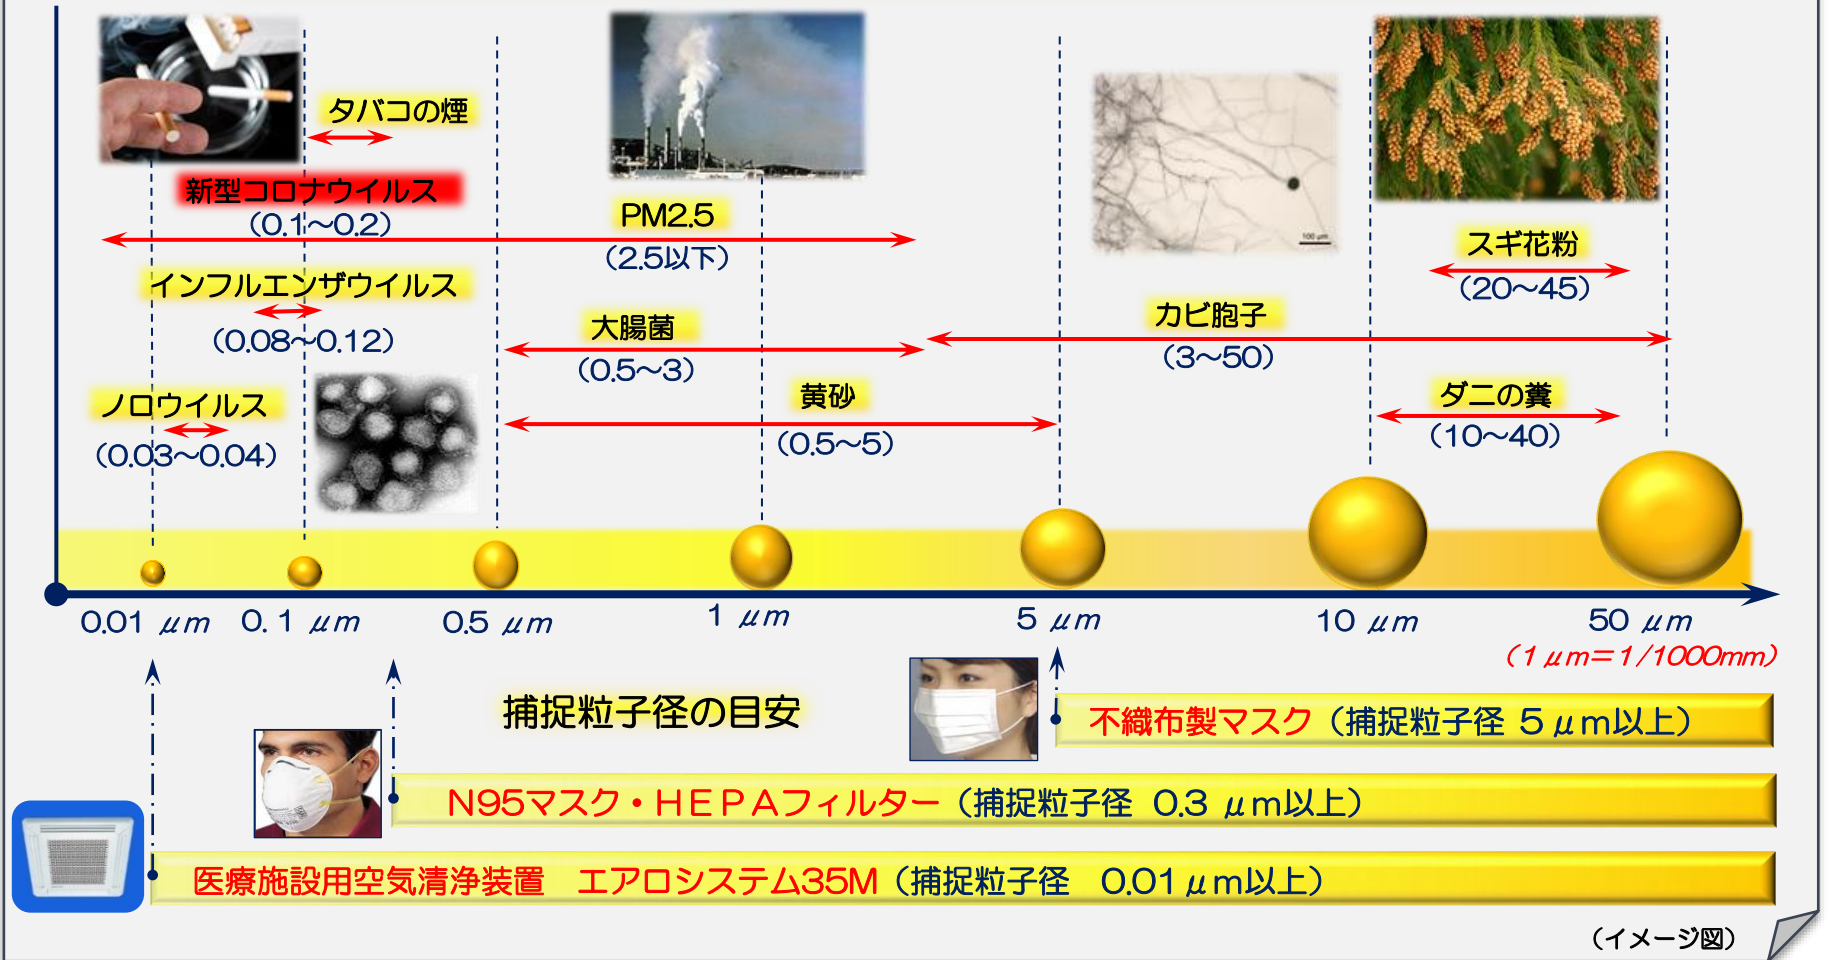 タバコの煙
新型コロナウイルス
（0.1～0.2）
PM2.5
（2.5以下）
100 μm
スギ花粉
（20～45）
インフルエンザウイルス
（0.08～0.12）
大腸菌
（0.5～3）
カビ胞子
（3～50）
ノロウイルス
（0.03～0.04）
黄砂
（0.5～5）
ダニの糞
（10～40）
0.01 μm 0.1 μm 0.5 μm 1 μm 5 μm 10 μm 50 μm
（1μm＝1/1000mm）
捕捉粒子径の目安
不織布製マスク（捕捉粒子径 5μm以上）
N95マスク・HEPAフィルター（捕捉粒子径 0.3 μm以上）
医療施設用空気清浄装置　エアロシステム35M（捕捉粒子径　0.01μm以上）
（イメージ図）